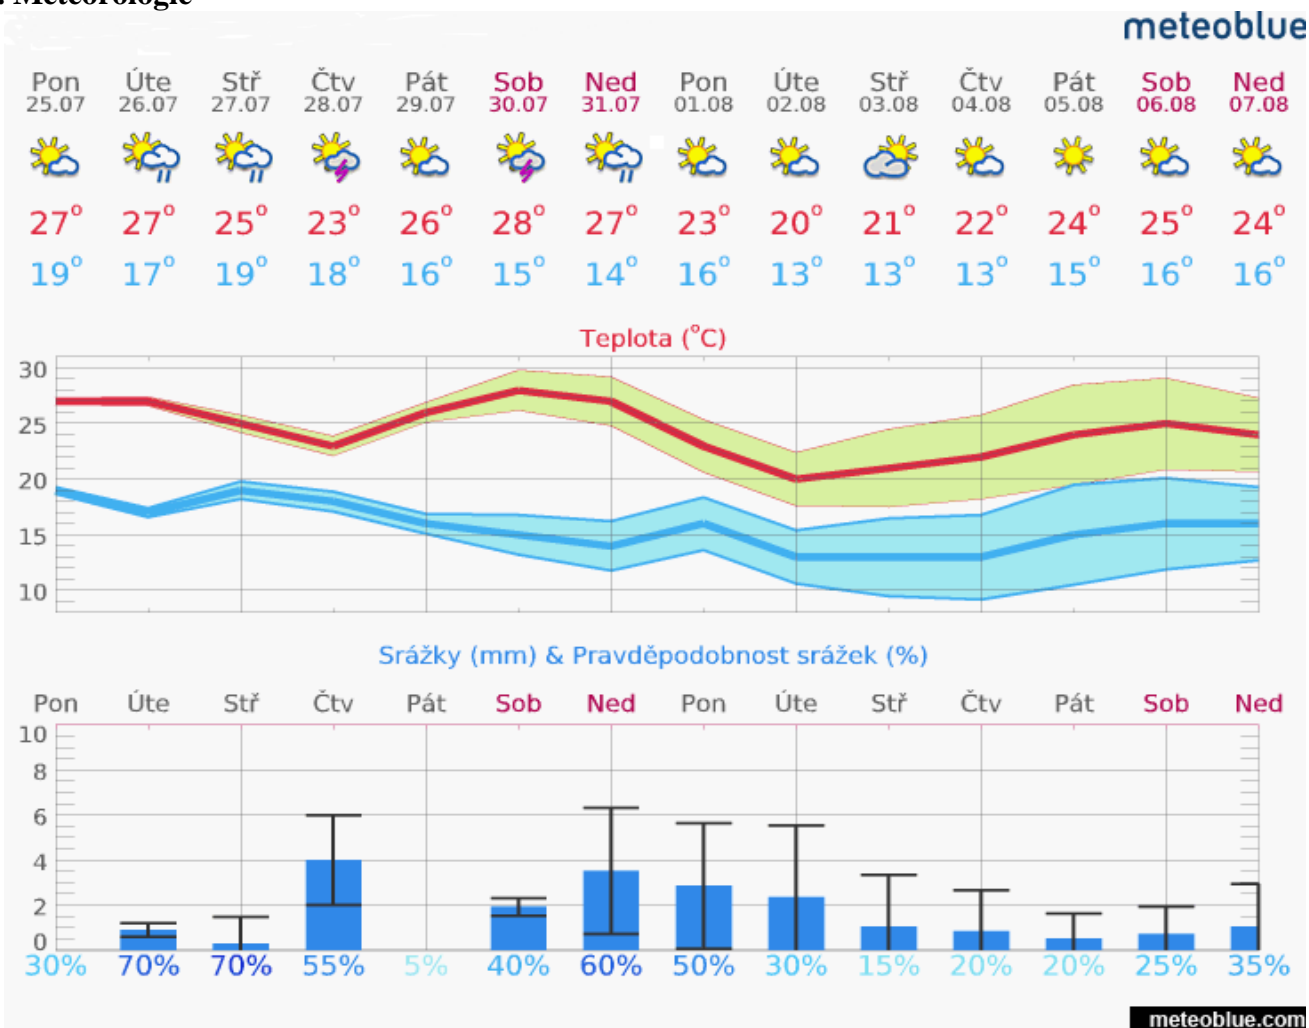 . Meteorologie
meteoblue
Pon Úte Stř Čtv Pát Sob Ned Pon Úte Stř Čtv Pát Sob Ned
25.07 26.07 27.07 28.07 29.07 30.07 31.07 01.08 02.08 03.08 04.08 05.08 06.08 07.08
27° 27° 25° 23° 26° 28° 27° 23° 20° 21° 22° 24° 25° 24°
19° 17° 19° 18° 16° 15° 14° 16° 13° 13° 13° 15° 16° 16°
Teplota (°C)
30
25
20
15
10
Srážky (mm) & Pravděpodobnost srážek (%)
Pon Úte Stř Čtv Pát Sob Ned Pon Úte Stř Čtv Pát Sob Ned
10
8
6
4
2
0
30% 70% 70% 55% 5% 40% 60% 50% 30% 15% 20% 20% 25% 35%
meteoblue.com